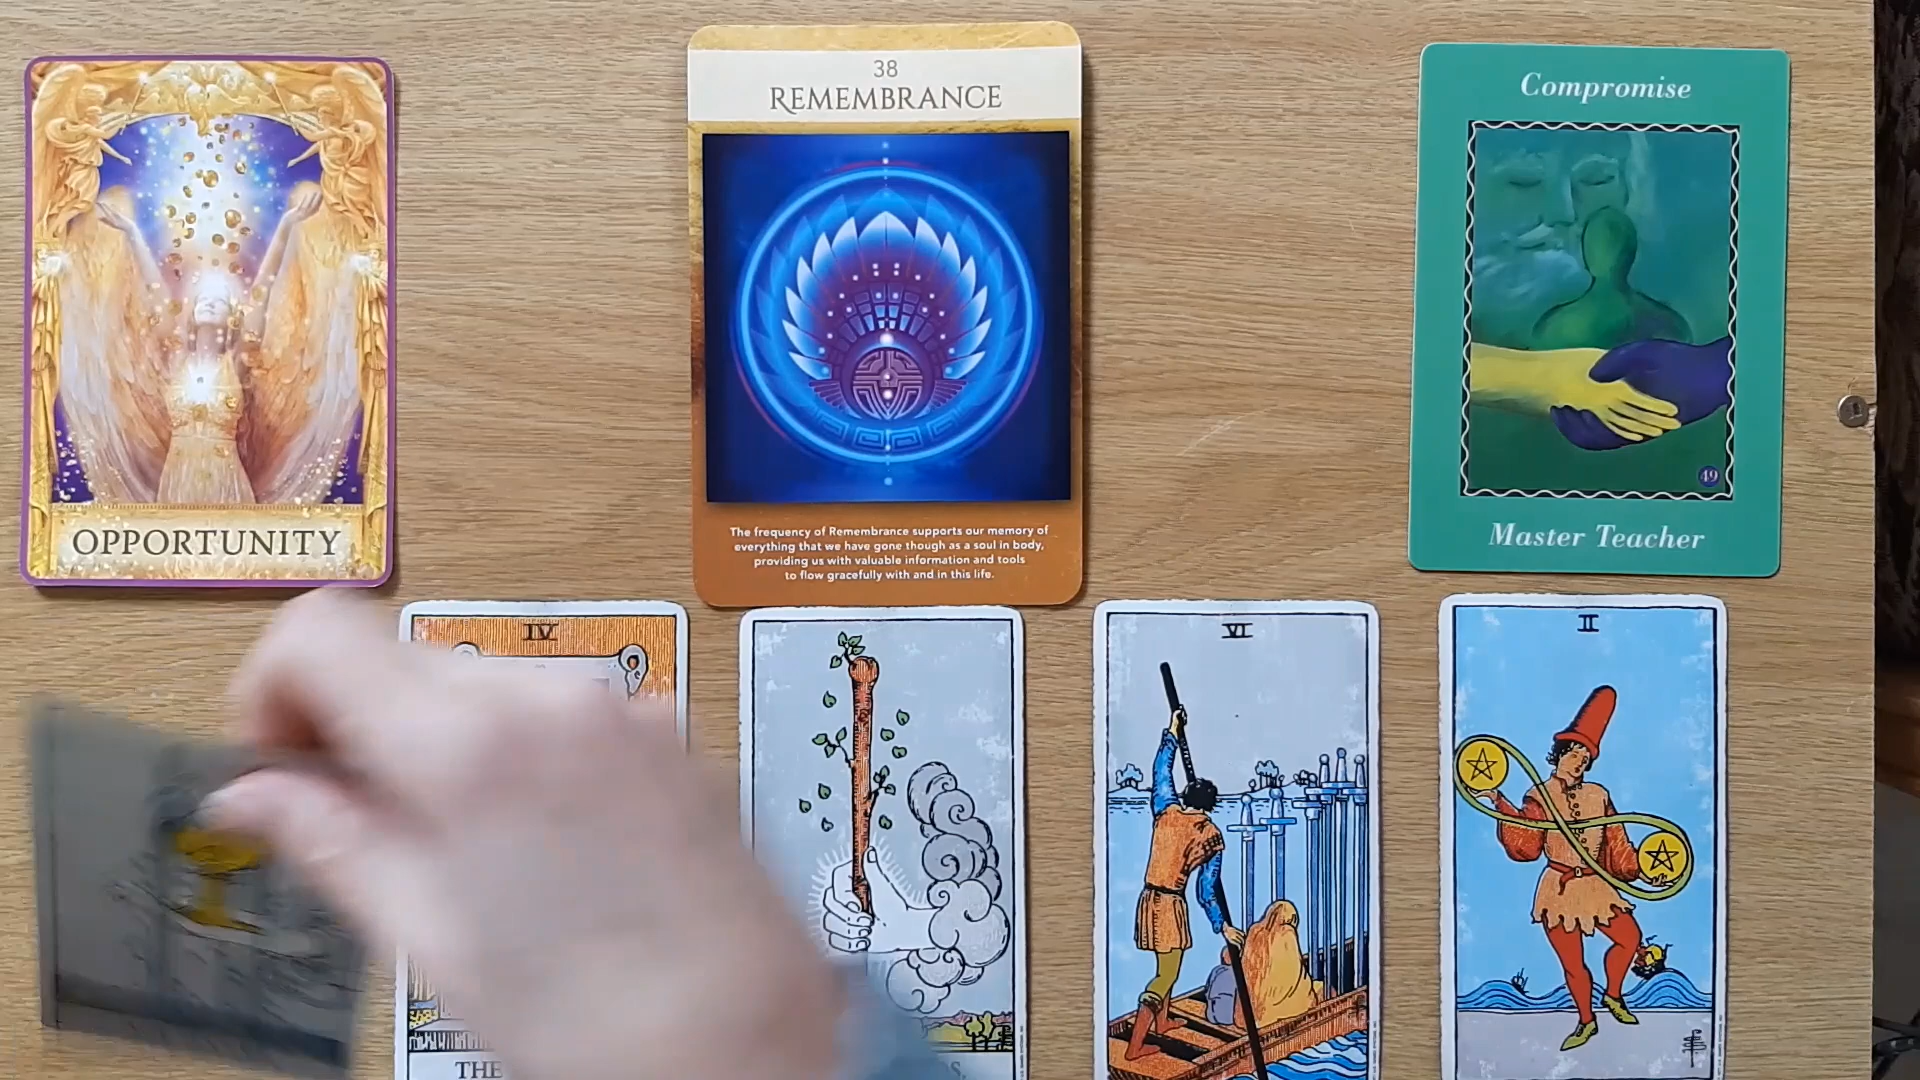 OPPORTUNITY
38
REMEMBRANCE
The frequency of Remembrance supports our memory of
everything that we have gone though as a soul in body,
providing us with valuable information and tools
to flow gracefully with and in this life.
Compromise
49
Master Teacher
IV
THE
VI
II